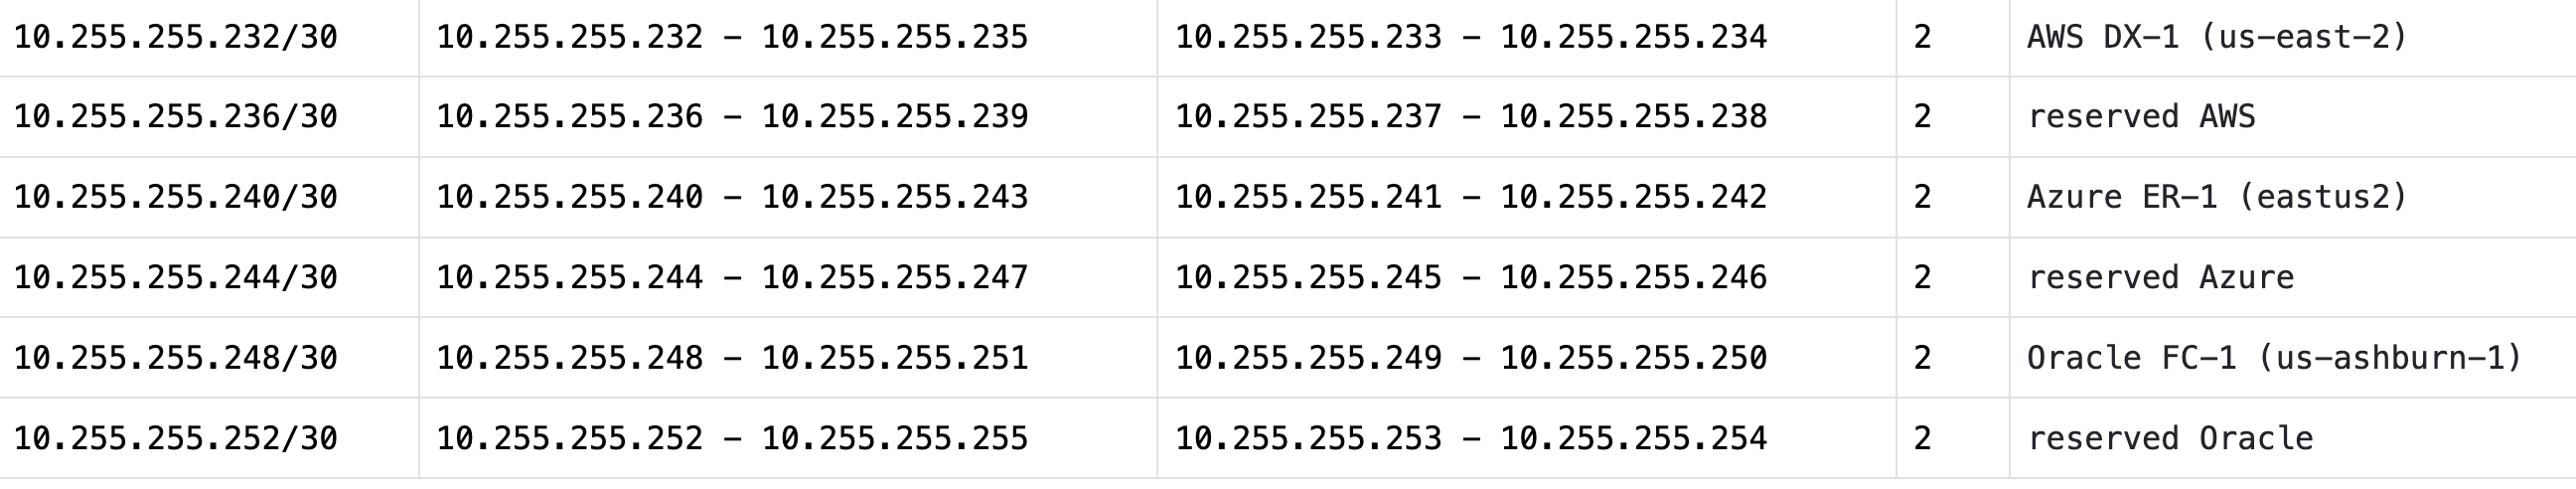 10.255.255.232/30 10.255.255.232 – 10.255.255.235 10.255.255.233 – 10.255.255.234 2 AWS DX-1 (us-east-2)
10.255.255.236/30 10.255.255.236 – 10.255.255.239 10.255.255.237 – 10.255.255.238 2 reserved AWS
10.255.255.240/30 10.255.255.240 – 10.255.255.243 10.255.255.241 – 10.255.255.242 2 Azure ER-1 (eastus2)
10.255.255.244/30 10.255.255.244 – 10.255.255.247 10.255.255.245 – 10.255.255.246 2 reserved Azure
10.255.255.248/30 10.255.255.248 – 10.255.255.251 10.255.255.249 – 10.255.255.250 2 Oracle FC-1 (us-ashburn-1)
10.255.255.252/30 10.255.255.252 – 10.255.255.255 10.255.255.253 – 10.255.255.254 2 reserved Oracle